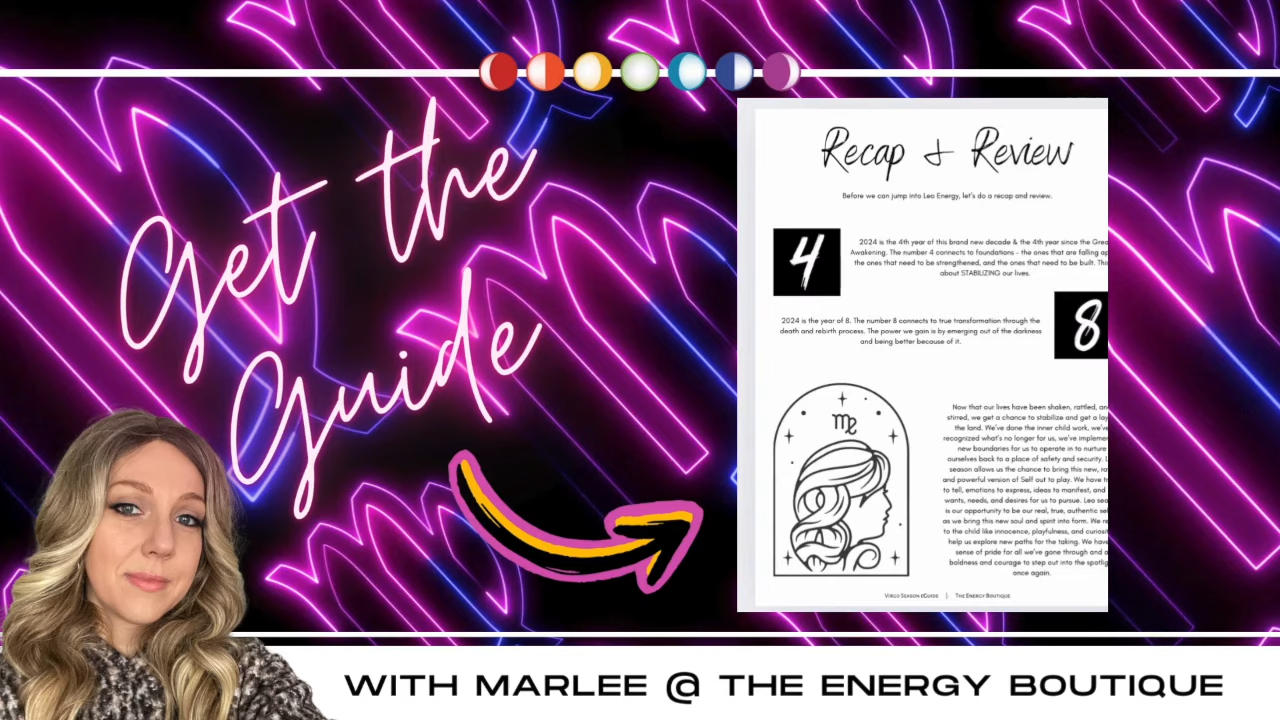 Get the
Guide
Recap & Review
Before we can jump into Leo Energy, let's do a recap and review.
4
2024 is the 4th year of this brand new decade & the 4th year since the Grea
Awakening. The number 4 connects to foundations - the ones that are falling ap
the ones that need to be strengthened, and the ones that need to be built. Thi
about STABILIZING our lives.
2024 is the year of 8. The number 8 connects to true transformation through the
death and rebirth process. The power we gain is by emerging out of the darkness
and being better because of it.
8
Now that our lives have been shaken, rattled, an
stirred, we get a chance to stabilize and get a lay
the land. We've done the inner child work, we've
recognized what's no longer for us, we've implemen
new boundaries for us to operate in to nurture
ourselves back to a place of safety and security. L
season allows us the chance to bring this new, ra
and powerful version of Self out to play. We have
to tell, emotions to express, ideas to manifest, and
wants, needs, and desires for us to pursue. Leo sea
is our opportunity to be our real, true, authentic sel
as we bring this new soul and spirit into form. We re
to the child like innocence, playfulness, and curiosit
help us explore new paths for the taking. We have
sense of pride for all we've gone through and a
boldness and courage to step out into the spotlig
once again.
Virgo Season eGuide | The Energy Boutique
WITH MARLEE @ THE ENERGY BOUTIQUE